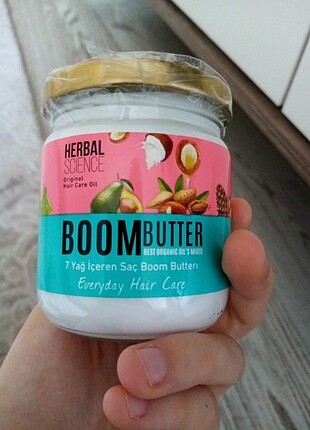 HERBAL
SCIENCE
Original
Hair Care Oil
BOOMBUTTER
BEST ORGANIC OIL'S MIXED
7 Yağ İçeren Saç Boom Butterı
Everyday Hair Care